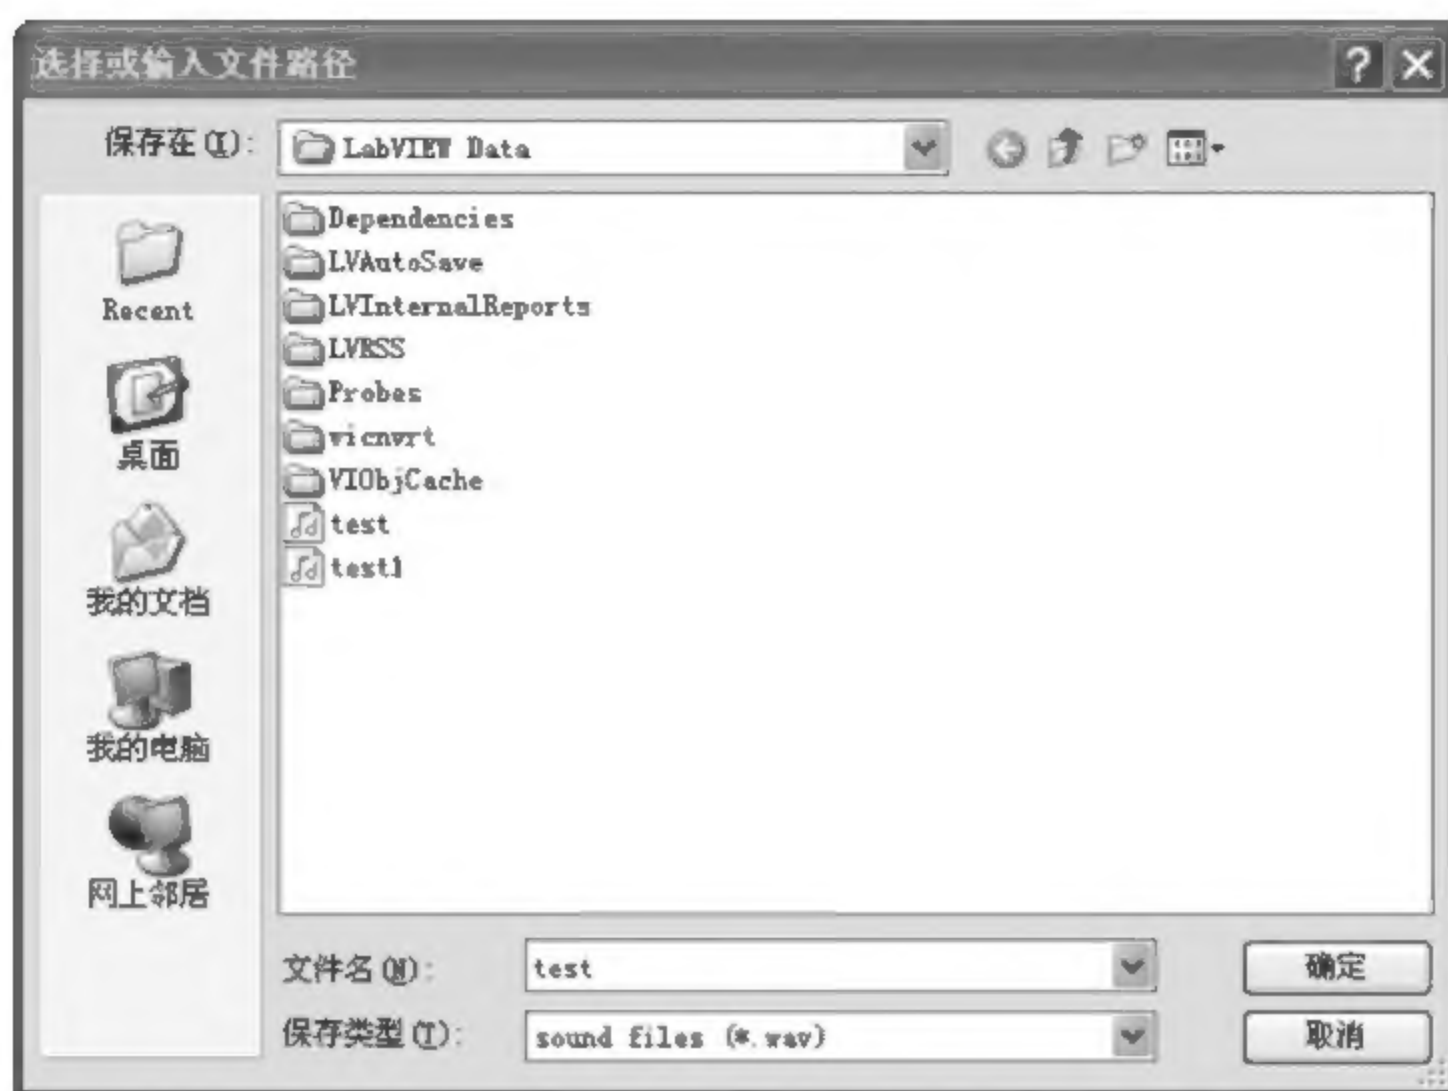 选择或输入文件路径
保存在(I):
LabVIEW Data
Recent
桌面
我的文档
我的电脑
网上邻居
Dependencies
LVAutoSave
LVInternalReports
LVRSS
Probes
vicnvrt
VIObjCache
test
test1
文件名(N):
test
确定
保存类型(T):
sound files (*.wav)
取消